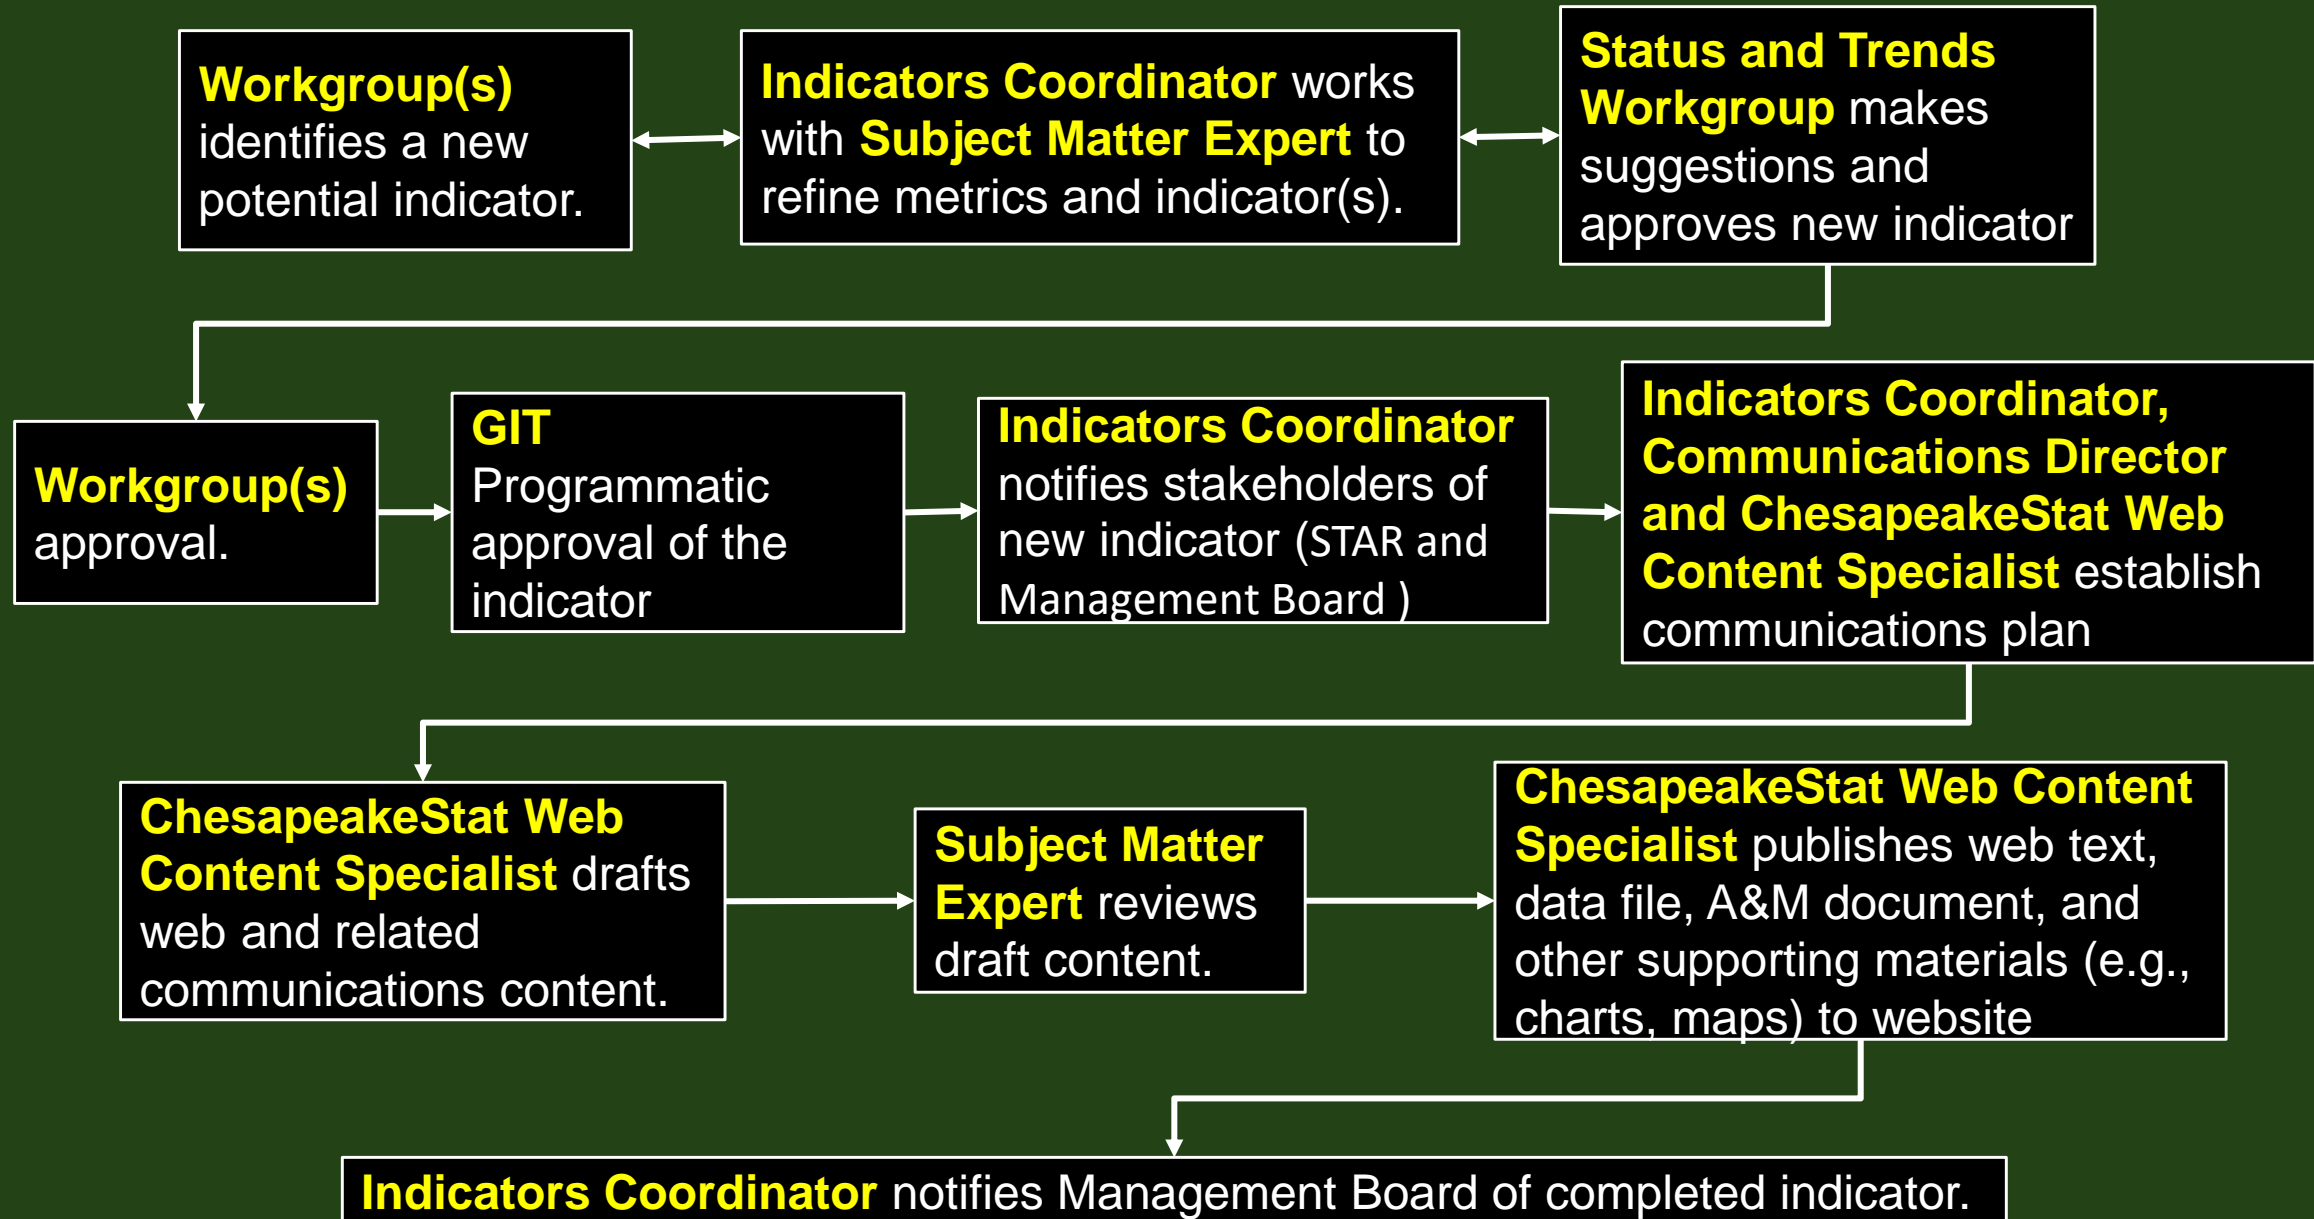 Workgroup(s)
identifies a new
potential indicator.
Indicators Coordinator works
with Subject Matter Expert to
refine metrics and indicator(s).
Status and Trends
Workgroup makes
suggestions and
approves new indicator
Workgroup(s)
approval.
GIT
Programmatic
approval of the
indicator
Indicators Coordinator
notifies stakeholders of
new indicator (STAR and
Management Board )
Indicators Coordinator,
Communications Director
and ChesapeakeStat Web
Content Specialist establish
communications plan
ChesapeakeStat Web
Content Specialist drafts
web and related
communications content.
Subject Matter
Expert reviews
draft content.
ChesapeakeStat Web Content
Specialist publishes web text,
data file, A&M document, and
other supporting materials (e.g.,
charts, maps) to website
Indicators Coordinator notifies Management Board of completed indicator.